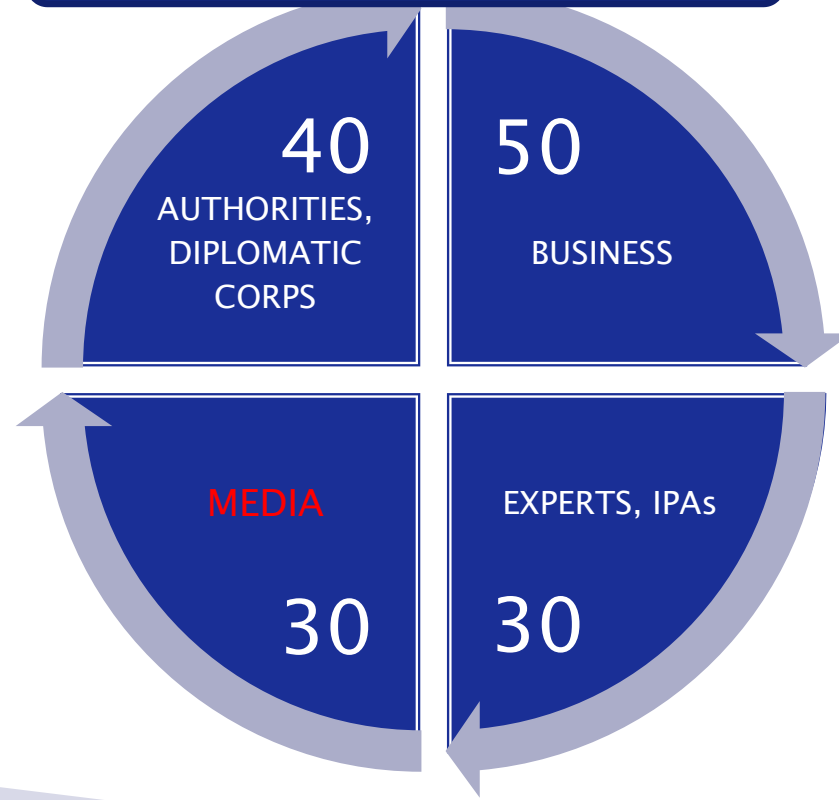 40
AUTHORITIES,
DIPLOMATIC
CORPS
50
BUSINESS
MEDIA
30
EXPERTS, IPAs
30